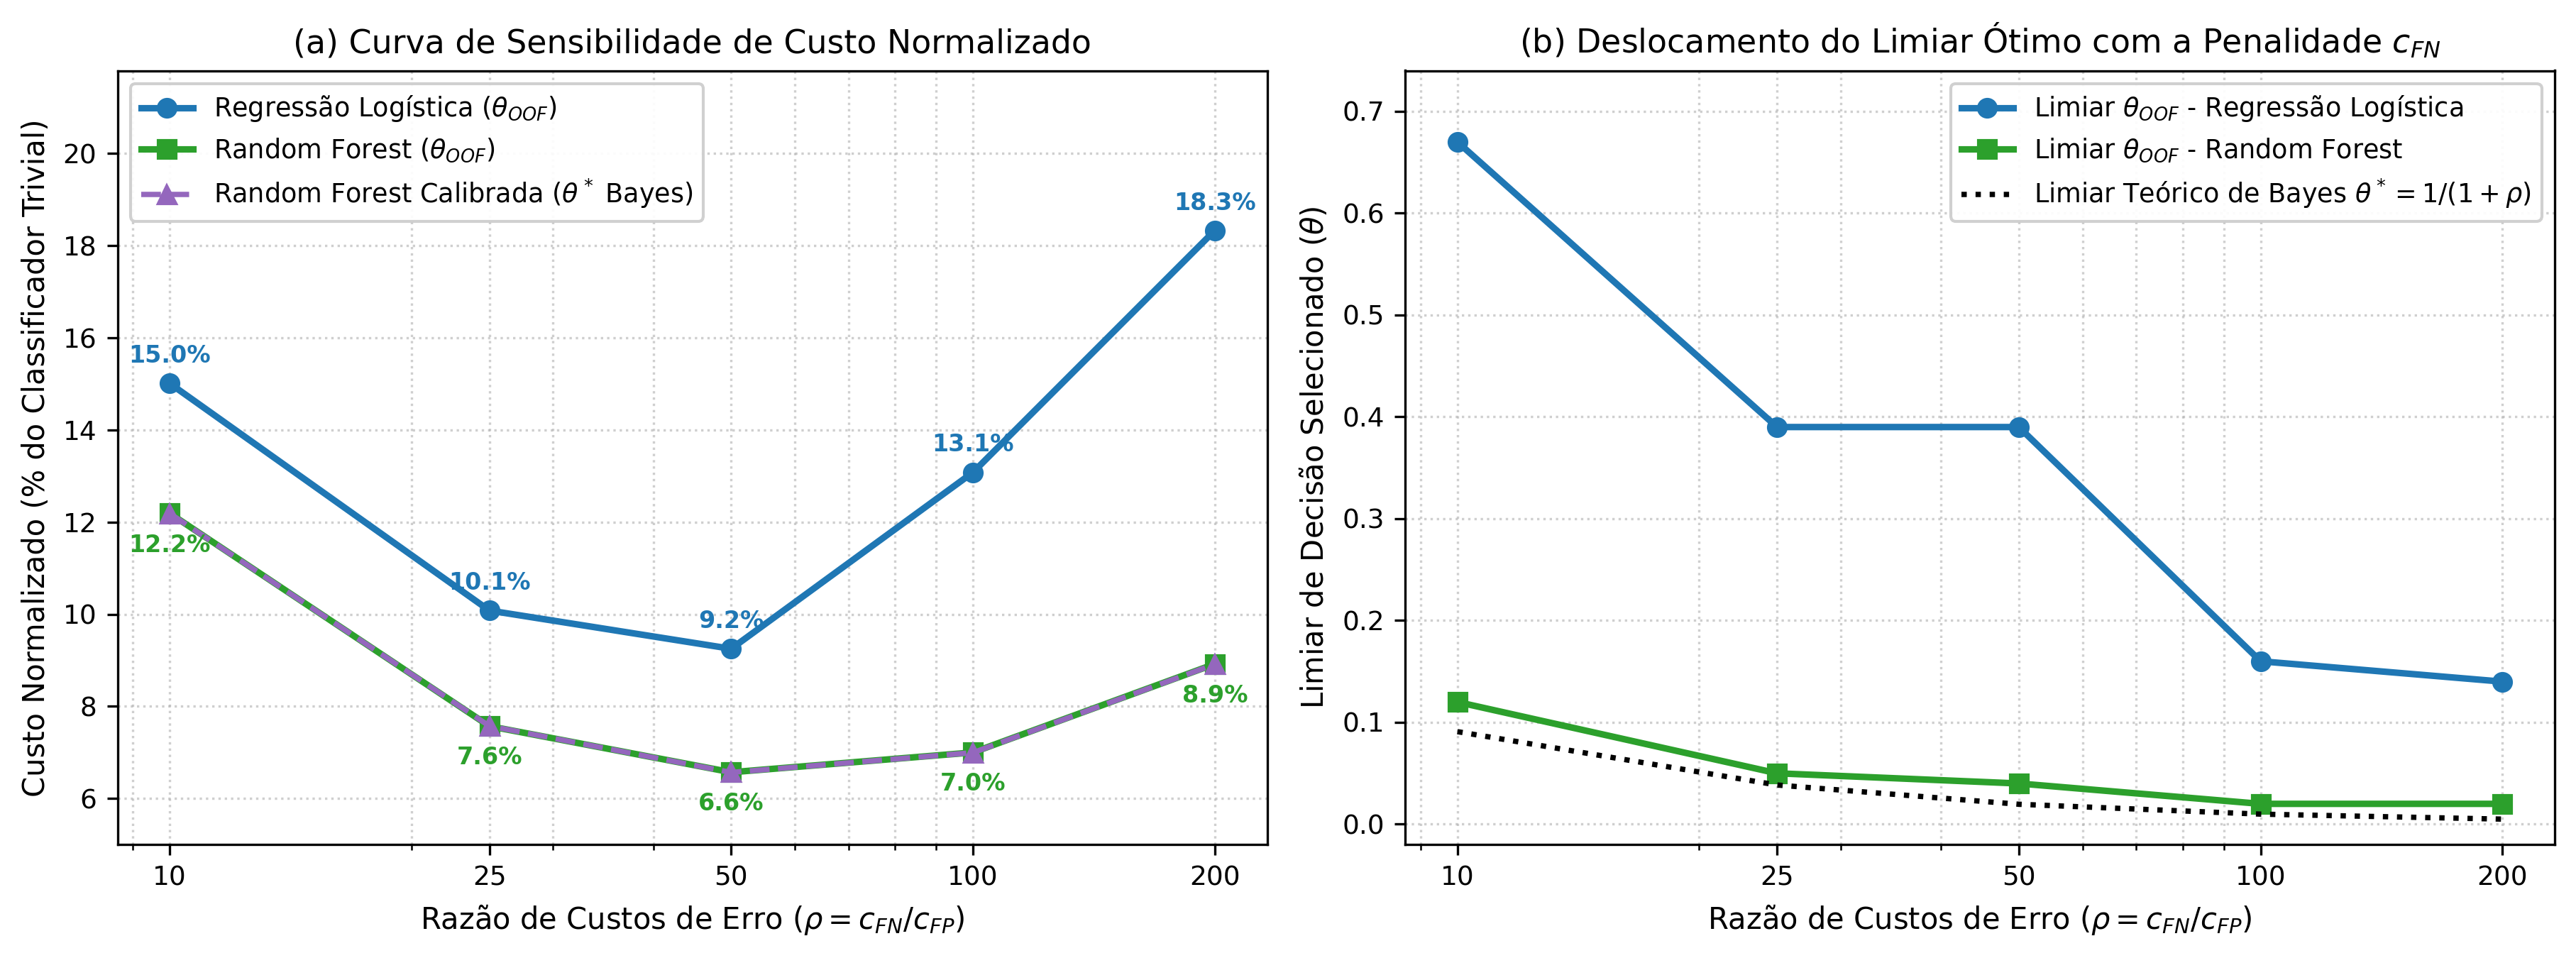 (a) Curva de Sensibilidade de Custo Normalizado
Custo Normalizado (% do Classificador Trivial)
20
18
16
14
12
10
8
6
Regressão Logística (θ_OOF)
Random Forest (θ_OOF)
Random Forest Calibrada (θ* Bayes)
15.0%
10.1%
9.2%
13.1%
18.3%
12.2%
7.6%
6.6%
7.0%
8.9%
10 25 50 100 200
Razão de Custos de Erro (ρ = c_FN/c_FP)
(b) Deslocamento do Limiar Ótimo com a Penalidade c_FN
Limiar de Decisão Selecionado (θ)
0.7
0.6
0.5
0.4
0.3
0.2
0.1
0.0
Limiar θ_OOF - Regressão Logística
Limiar θ_OOF - Random Forest
Limiar Teórico de Bayes θ* = 1/(1 + ρ)
10 25 50 100 200
Razão de Custos de Erro (ρ = c_FN/c_FP)